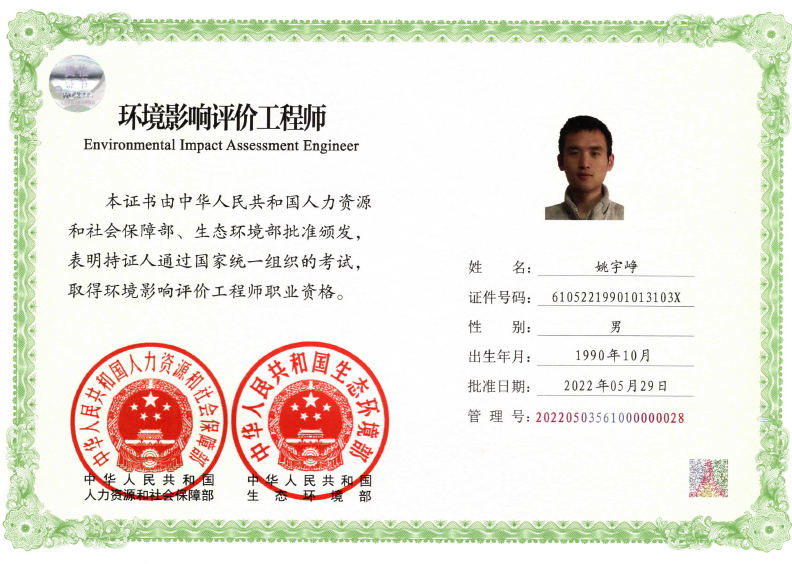 环境影响评价工程师
Environmental Impact Assessment Engineer
本证书由中华人民共和国人力资源
和社会保障部、生态环境部批准颁发，
表明持证人通过国家统一组织的考试，
取得环境影响评价工程师职业资格。
姓 名： 姚宇峥
证件号码： 61052219901013103X
性 别： 男
出生年月： 1990年10月
批准日期： 2022年05月29日
管 理 号： 20220503561000000028
中华人民共和国人力资源和社会保障部
中华人民共和国生态环境部
中华人民共和国
人力资源和社会保障部
中华人民共和国
生态环境部